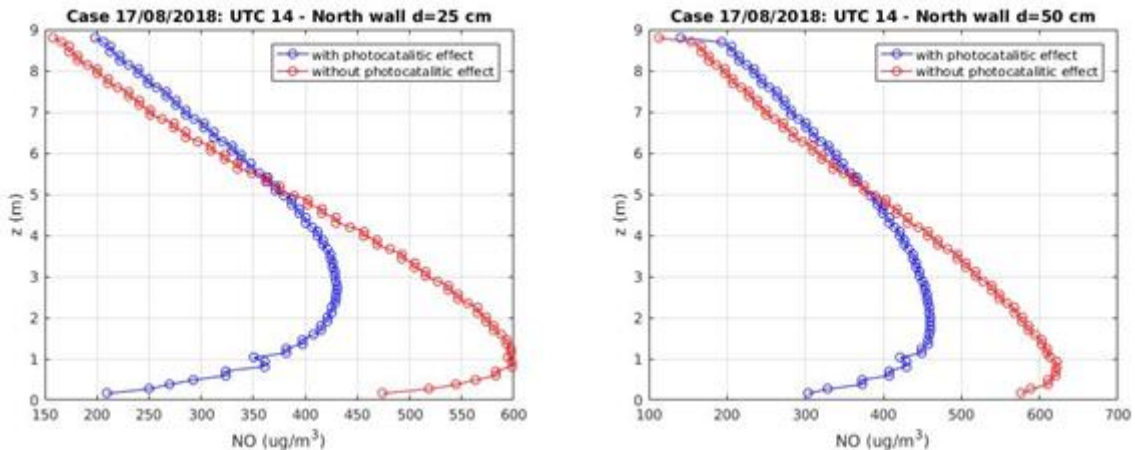 Case 17/08/2018: UTC 14 - North wall d=25 cm
with photocatalitic effect
without photocatalitic effect
9
8
7
6
5
4
3
2
1
0
z (m)
150 200 250 300 350 400 450 500 550 600
NO (ug/m³)
Case 17/08/2018: UTC 14 - North wall d=50 cm
with photocatalitic effect
without photocatalitic effect
9
8
7
6
5
4
3
2
1
0
z (m)
100 200 300 400 500 600 700
NO (ug/m³)